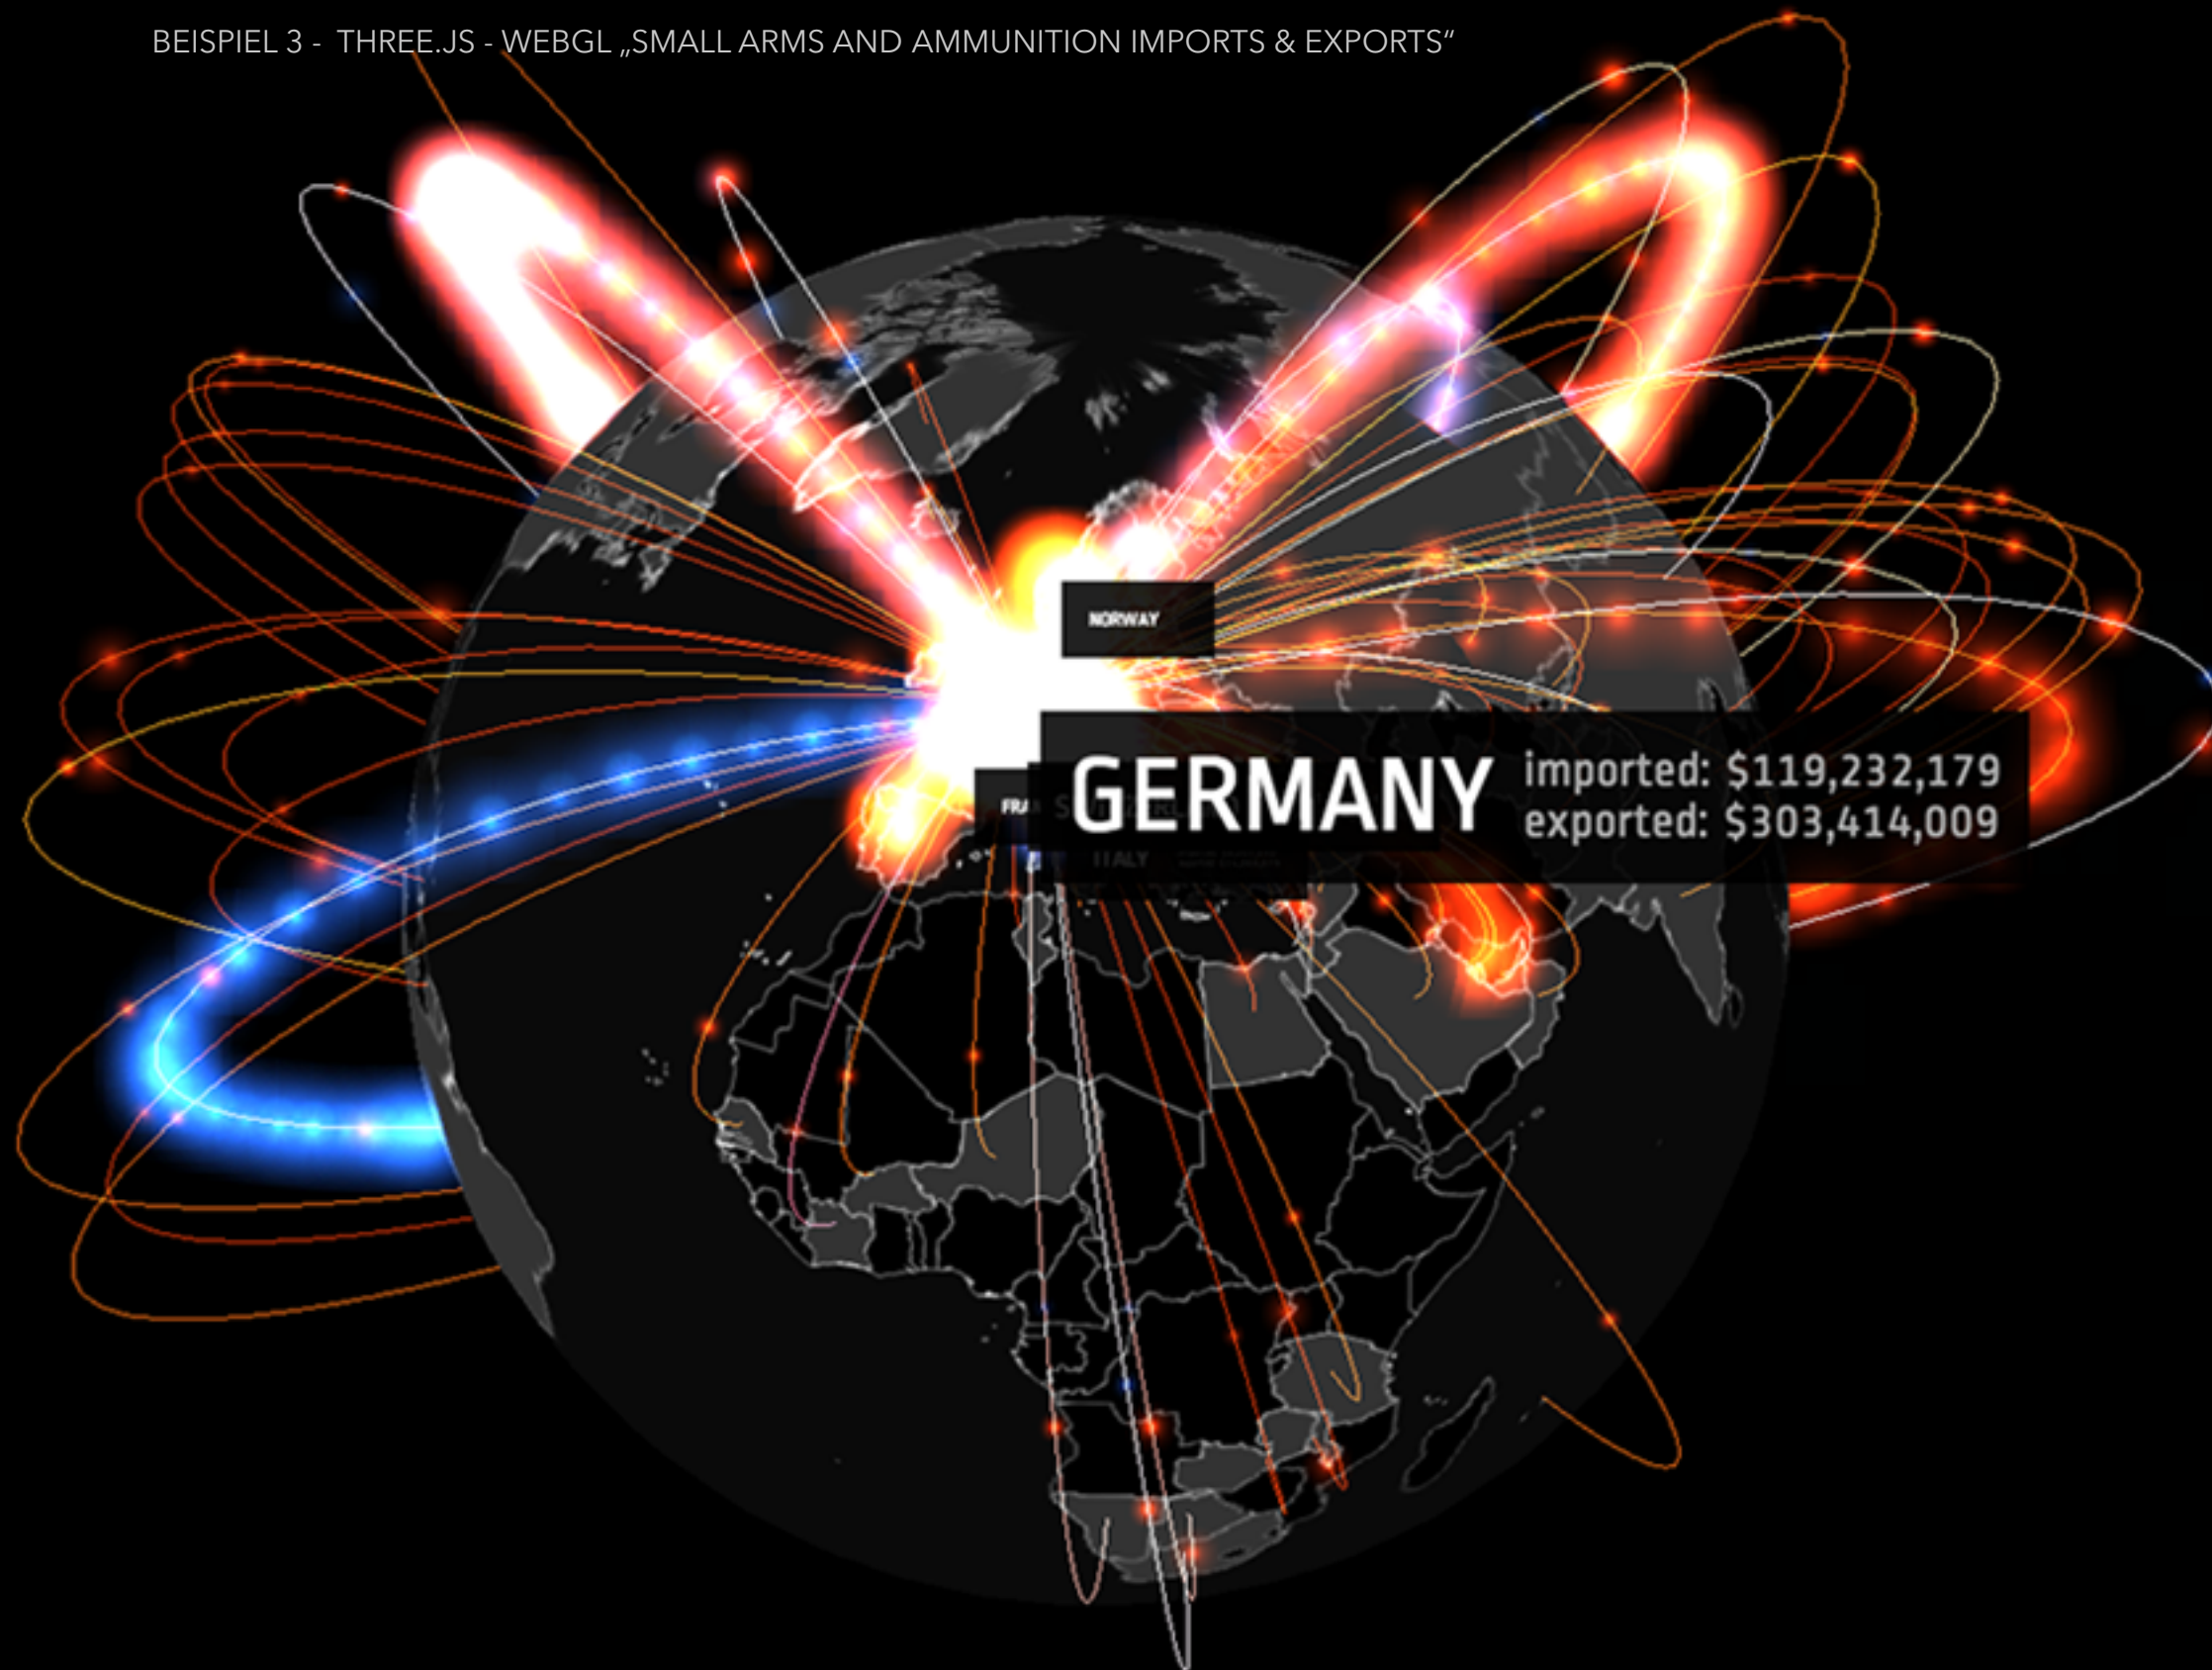 BEISPIEL 3 - THREE.JS - WEBGL „SMALL ARMS AND AMMUNITION IMPORTS & EXPORTS“
NORWAY
GERMANY
imported: $119,232,179
exported: $303,414,009
FRA
ITALY